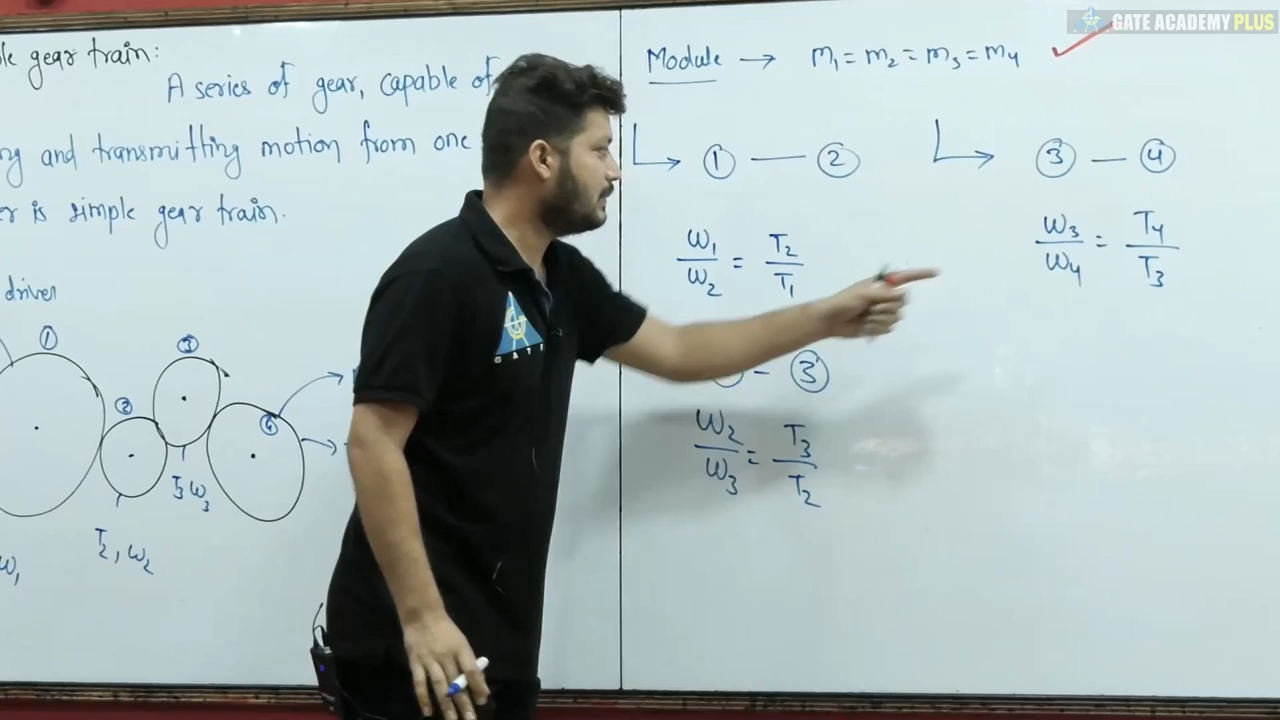 GATE ACADEMY PLUS
gear train:
A series of gear, capable of
and transmitting motion from one
is simple gear train.
driver
①
②
③
④
T₃ ω₃
T₂, ω₂
ω₁
GATE
Module → m₁ = m₂ = m₃ = m₄ ✓
① — ②
ω₁/ω₂ = T₂/T₁
- ③
ω₂/ω₃ = T₃/T₂
③ — ④
ω₃/ω₄ = T₄/T₃